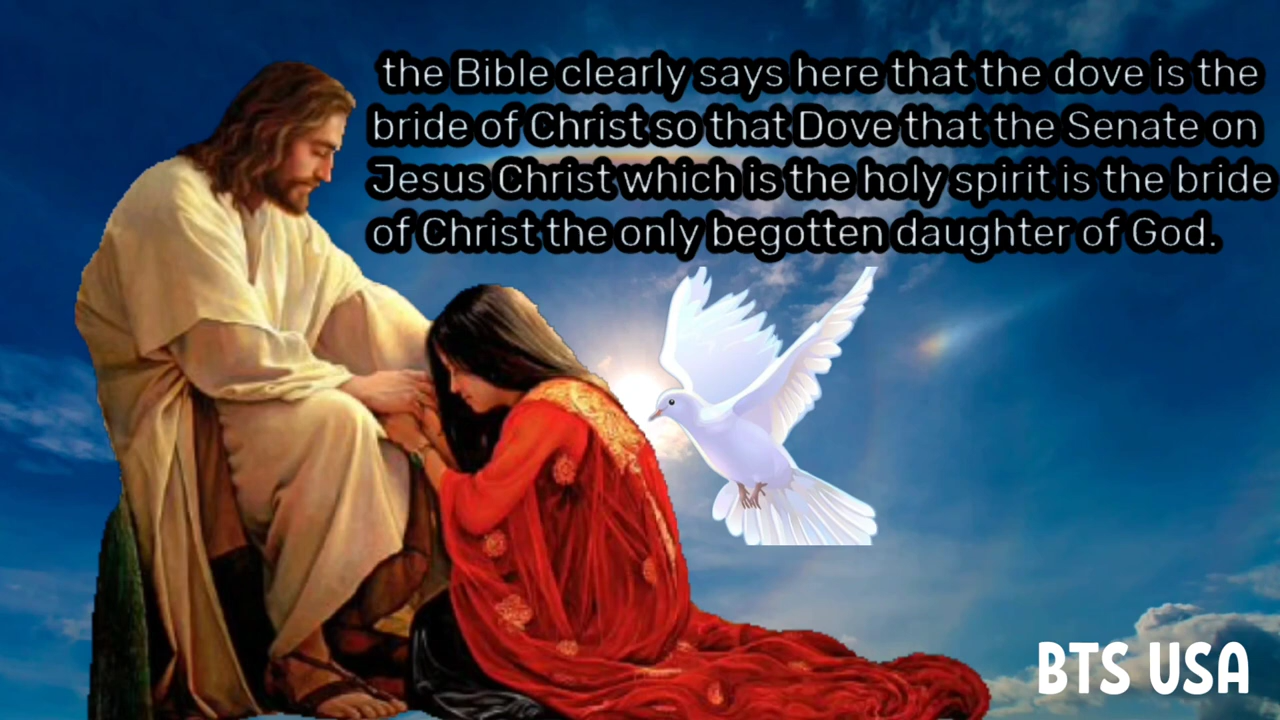 the Bible clearly says here that the dove is the
bride of Christ so that Dove that the Senate on
Jesus Christ which is the holy spirit is the bride
of Christ the only begotten daughter of God.
BTS USA